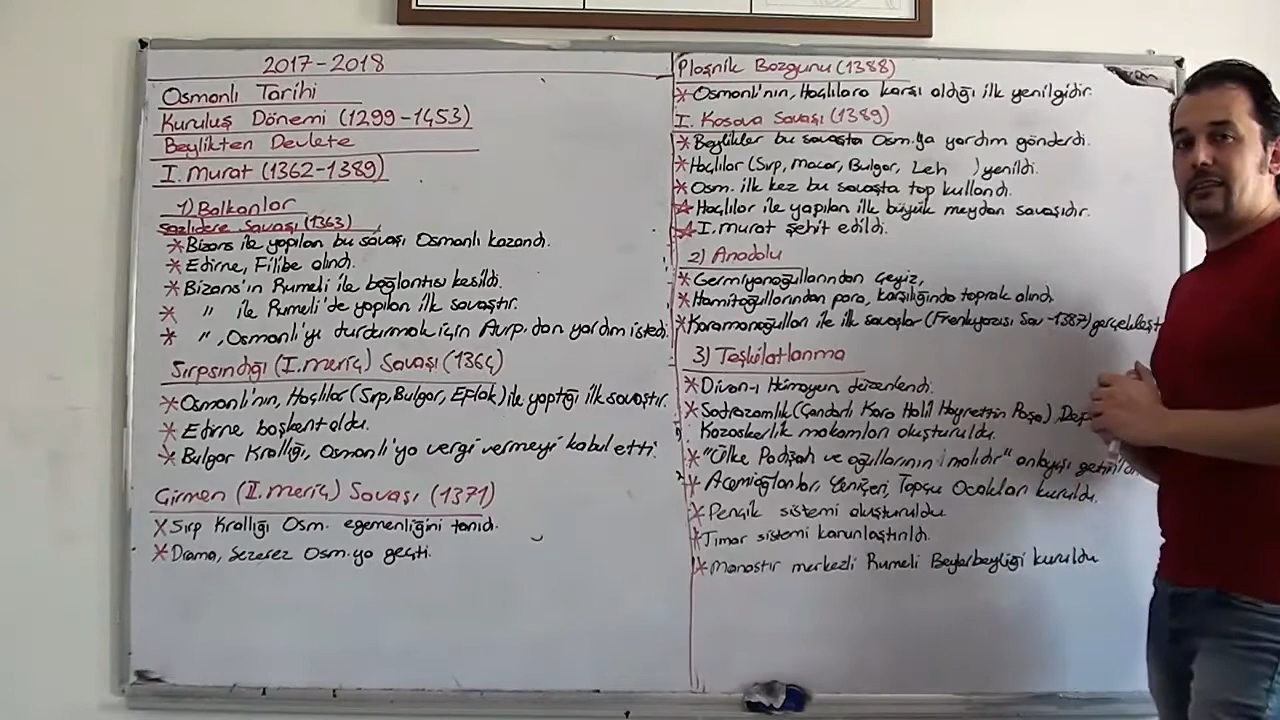 2017-2018
Osmanlı Tarihi
Kuruluş Dönemi (1299-1453)
Beylikten Devlete
I. Murat (1362-1389)
1) Balkanlar
Sazlıdere Savaşı (1363)
* Bizans ile yapılan bu savaşı Osmanlı kazandı.
* Edirne, Filibe alındı.
* Bizans'ın Rumeli ile bağlantısı kesildi.
* " ile Rumeli'de yapılan ilk savaştır.
* ", Osmanlı'yı durdurmak için Avrp.dan yardım istedi.
Sırpsındığı (I. Meriç) Savaşı (1364)
* Osmanlı'nın, Haçlılar (Sırp, Bulgar, Eflak) ile yaptığı ilk savaştır.
* Edirne başkent oldu.
* Bulgar Krallığı, Osmanlı'ya vergi vermeyi kabul etti.
Çirmen (II. Meriç) Savaşı (1371)
* Sırp Krallığı Osm. egemenliğini tanıdı.
* Drama, Sezerez Osm.ya geçti.
Ploşnik Bozgunu (1388)
* Osmanlı'nın, Haçlılara karşı aldığı ilk yenilgidir.
I. Kosova Savaşı (1389)
* Beylikler bu savaşta Osm.ya yardım gönderdi.
* Haçlılar (Sırp, Macar, Bulgar, Leh ) yenildi.
* Osm. ilk kez bu savaşta top kullandı.
☆ Haçlılar ile yapılan ilk büyük meydan savaşıdır.
☆ I. Murat şehit edildi.
2) Anadolu
* Germiyanoğullarından çeyiz,
* Hamitoğullarından para, karşılığında toprak alındı.
* Karamanoğulları ile ilk savaşlar (Frenkyazısı Sav-1387) gerçekleşt
3) Teşkilatlanma
* Divan-ı Hümayun düzenlendi.
* Sadrazamlık (Çandarlı Kara Halil Hayrettin Paşa), Def
Kazaskerlik makamları oluşturuldu.
* "Ülke Padişah ve oğullarının malıdır" anlayışı
* Acemioğlanlar, Yeniçeri, Topçu Ocakları kuruldu.
* Pençik sistemi oluşturuldu.
* Tımar sistemi kanunlaştırıldı.
* Manastır merkezli Rumeli Beylerbeyliği kuruldu